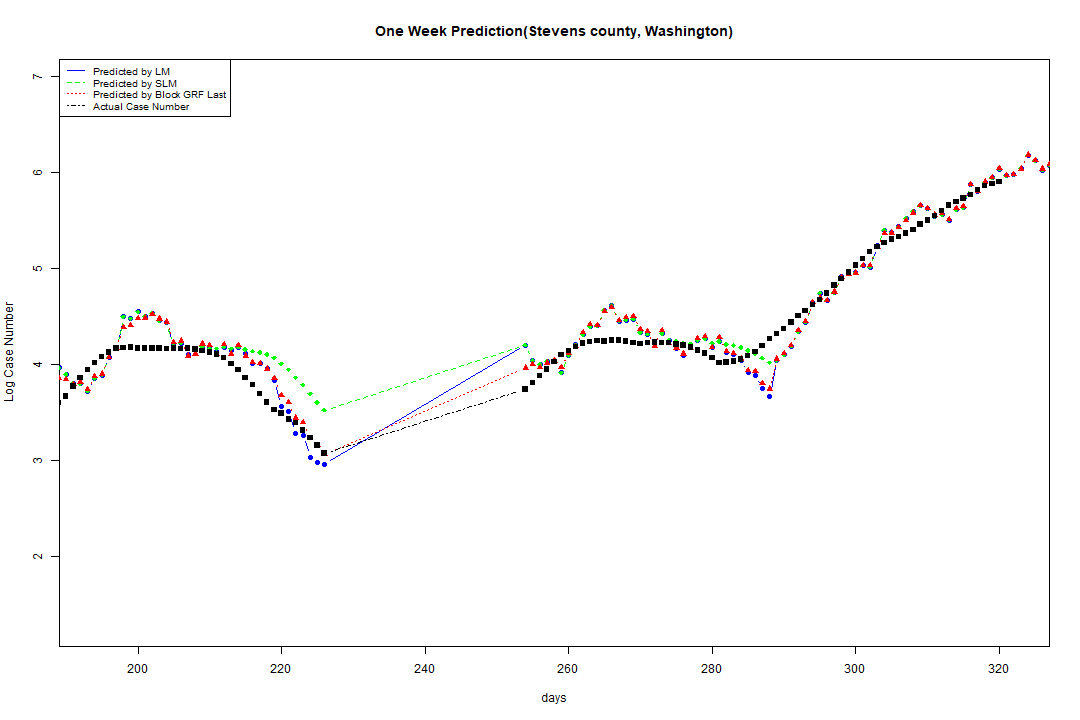 One Week Prediction(Stevens county, Washington)
Predicted by LM
Predicted by SLM
Predicted by Block GRF Last
Actual Case Number
Log Case Number
7
6
5
4
3
2
200
220
240
260
280
300
320
days